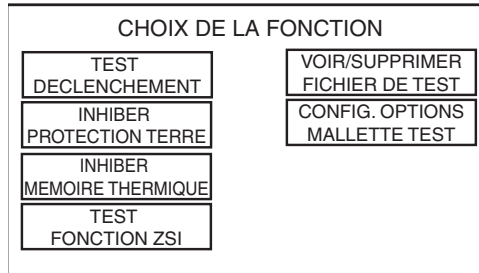 CHOIX DE LA FONCTION
TEST
DECLENCHEMENT
INHIBER
PROTECTION TERRE
INHIBER
MEMOIRE THERMIQUE
TEST
FONCTION ZSI
VOIR/SUPPRIMER
FICHIER DE TEST
CONFIG. OPTIONS
MALLETTE TEST